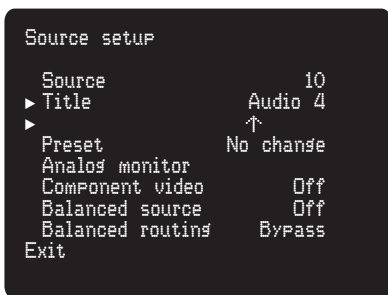 Source setup
Source 10
▶ Title Audio 4
▶ ↑
Preset No change
Analog monitor
Component video Off
Balanced source Off
Balanced routing Bypass
Exit